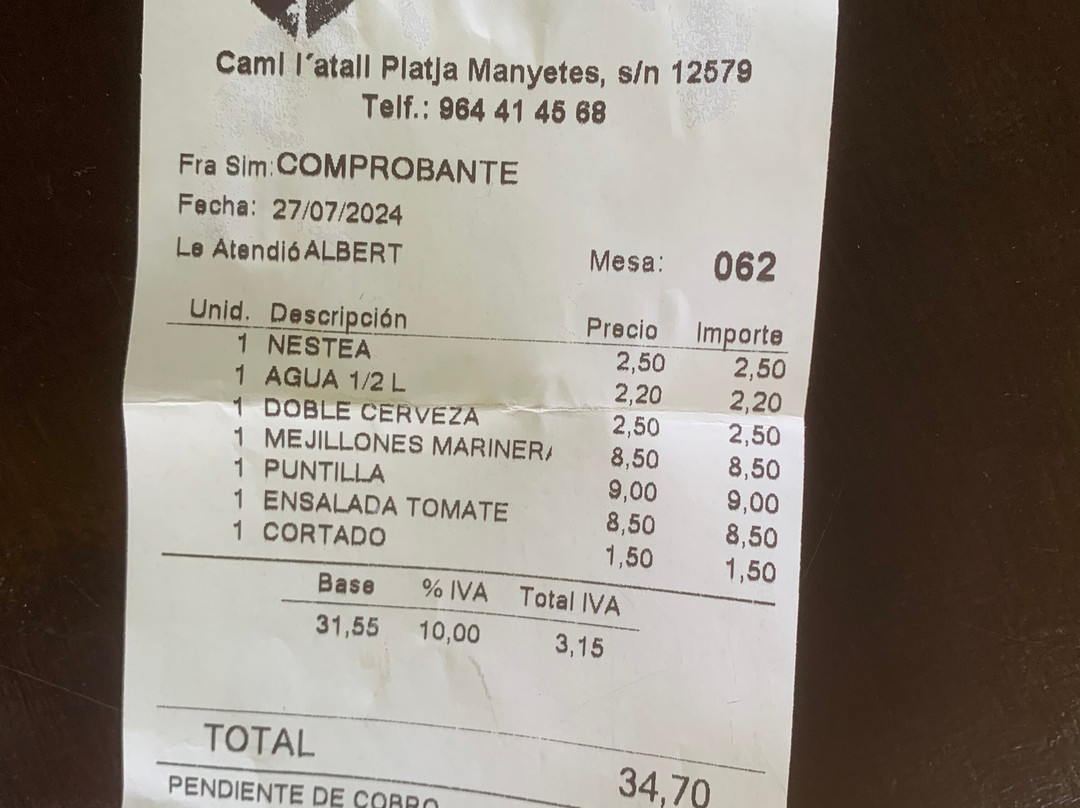 Camí l'atall Platja Manyetes, s/n 12579
Telf.: 964 41 45 68
Fra Sim: COMPROBANTE
Fecha: 27/07/2024
Le Atendió ALBERT Mesa: 062
Unid. Descripción Precio Importe
1 NESTEA 2,50 2,50
1 AGUA 1/2 L 2,20 2,20
1 DOBLE CERVEZA 2,50 2,50
1 MEJILLONES MARINERA 8,50 8,50
1 PUNTILLA 9,00 9,00
1 ENSALADA TOMATE 8,50 8,50
1 CORTADO 1,50 1,50
Base % IVA Total IVA
31,55 10,00 3,15
TOTAL 34,70
PENDIENTE DE COBRO